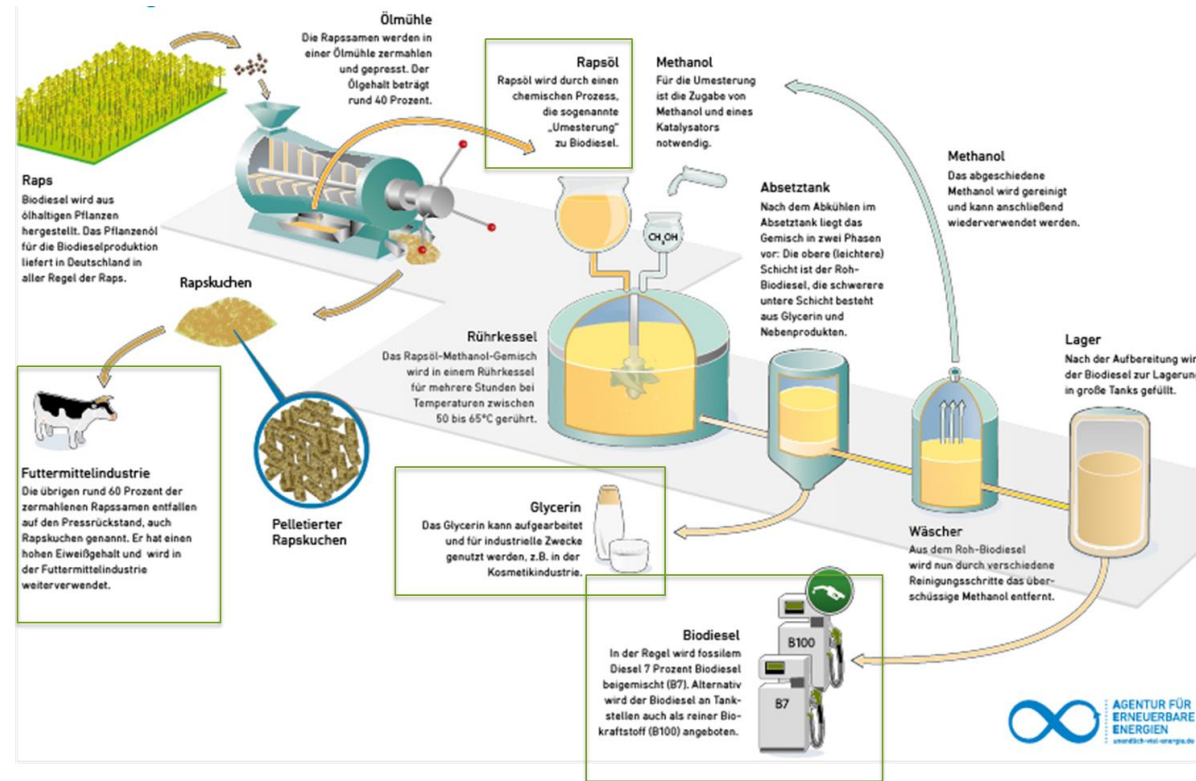 Ölmühle
Die Rapssamen werden in
einer Ölmühle zermahlen
und gepresst. Der
Ölgehalt beträgt
rund 40 Prozent.
Rapsöl
Rapsöl wird durch einen
chemischen Prozess,
die sogenannte
„Umesterung“
zu Biodiesel.
Methanol
Für die Umesterung
ist die Zugabe von
Methanol und eines
Katalysators
notwendig.
Methanol
Das abgeschiedene
Methanol wird gereinigt
und kann anschließend
wiederverwendet werden.
Raps
Biodiesel wird aus
ölhaltigen Pflanzen
hergestellt. Das Pflanzenöl
für die Biodieselproduktion
liefert in Deutschland in
aller Regel der Raps.
Absetztank
Nach dem Abkühlen im
Absetztank liegt das
Gemisch in zwei Phasen
vor: Die obere (leichtere)
Schicht ist der Roh-
Biodiesel, die schwerere
untere Schicht besteht
aus Glycerin und
Nebenprodukten.
CH₃OH
Rapskuchen
Rührkessel
Das Rapsöl-Methanol-Gemisch
wird in einem Rührkessel
für mehrere Stunden bei
Temperaturen zwischen
50 bis 65°C gerührt.
Lager
Nach der Aufbereitung wir
der Biodiesel zur Lagerung
in große Tanks gefüllt.
Futtermittelindustrie
Die übrigen rund 60 Prozent der
zermahlenen Rapssamen entfallen
auf den Pressrückstand, auch
Rapskuchen genannt. Er hat einen
hohen Eiweißgehalt und wird in
der Futtermittelindustrie
weiterverwendet.
Pelletierter
Rapskuchen
Glycerin
Das Glycerin kann aufgearbeitet
und für industrielle Zwecke
genutzt werden, z.B. in der
Kosmetikindustrie.
Wäscher
Aus dem Roh-Biodiesel
wird nun durch verschiedene
Reinigungsschritte das über-
schüssige Methanol entfernt.
Biodiesel
In der Regel wird fossilem
Diesel 7 Prozent Biodiesel
beigemischt (B7). Alternativ
wird der Biodiesel an Tank-
stellen auch als reiner Bio-
kraftstoff (B100) angeboten.
B100
B7
AGENTUR FÜR
ERNEUERBARE
ENERGIEN
unendlich-viel-energie.de